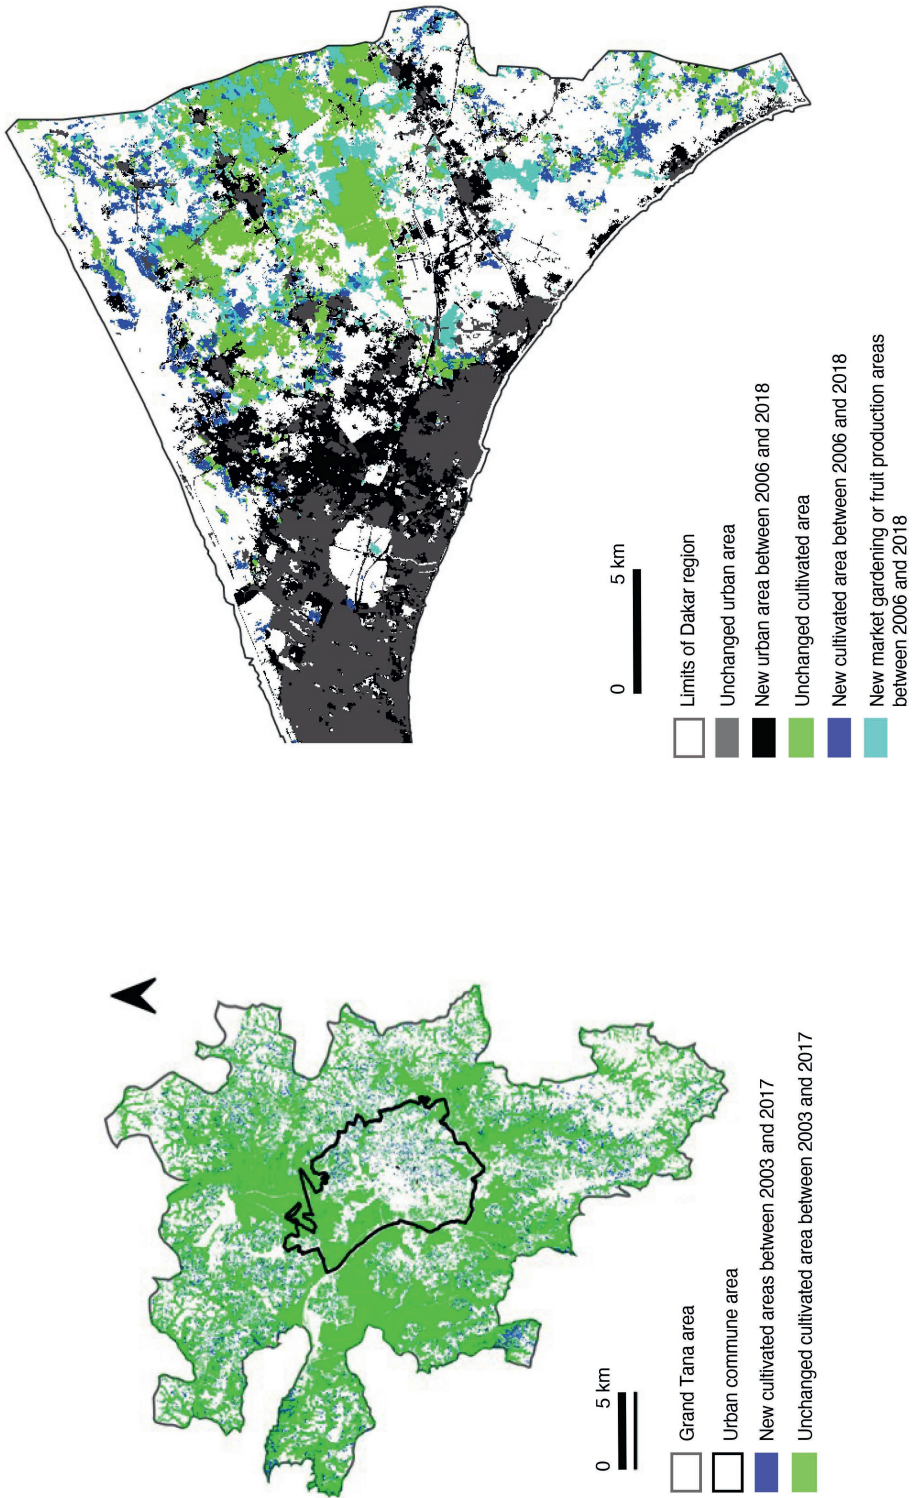 0 5 km
Grand Tana area
Urban commune area
New cultivated areas between 2003 and 2017
Unchanged cultivated area between 2003 and 2017
0 5 km
Limits of Dakar region
Unchanged urban area
New urban area between 2006 and 2018
Unchanged cultivated area
New cultivated area between 2006 and 2018
New market gardening or fruit production areas
between 2006 and 2018